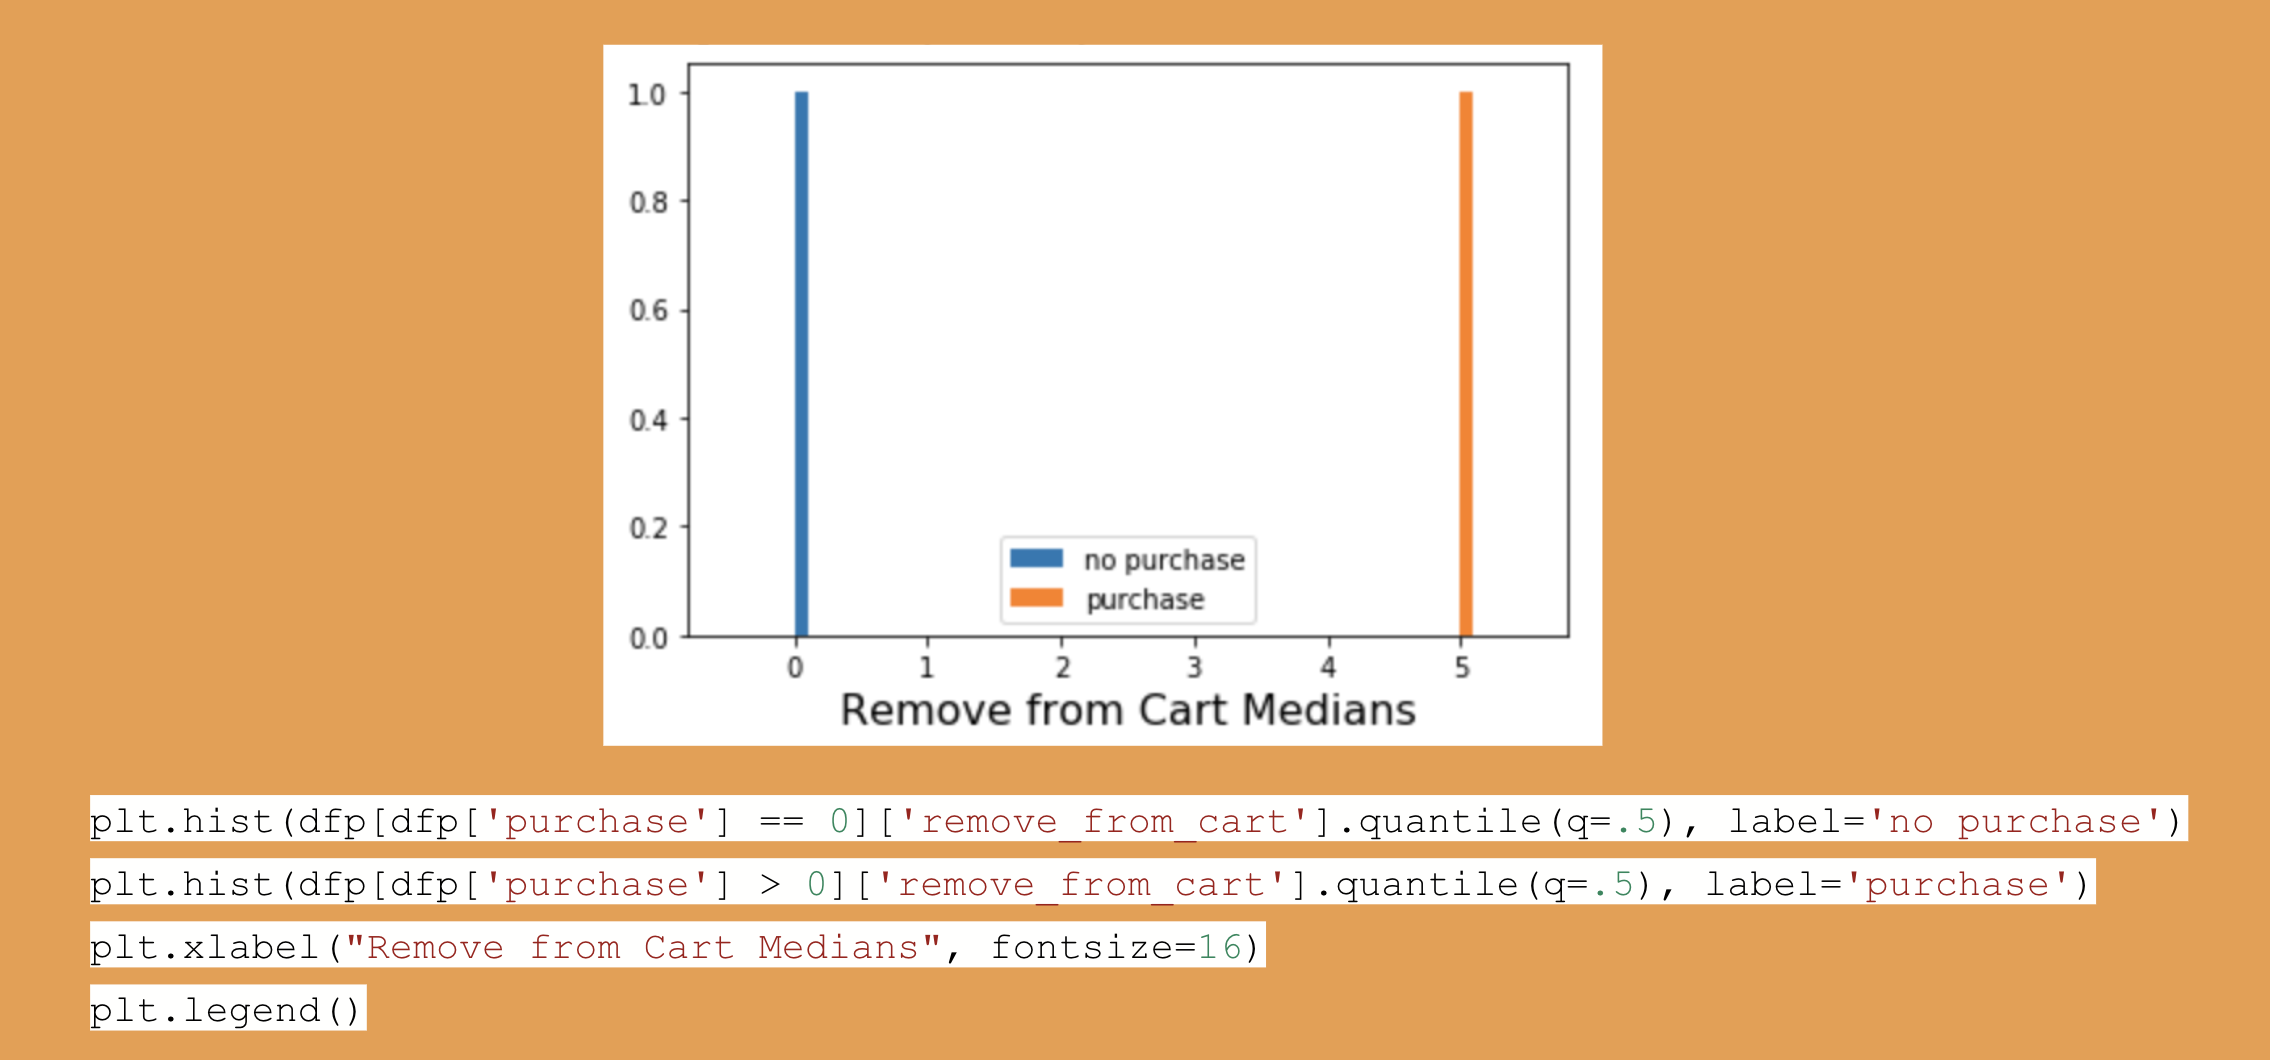 1.0
0.8
0.6
0.4
0.2
0.0
no purchase
purchase
0 1 2 3 4 5
Remove from Cart Medians
plt.hist(dfp[dfp['purchase'] == 0]['remove_from_cart'].quantile(q=.5), label='no purchase')
plt.hist(dfp[dfp['purchase'] > 0]['remove_from_cart'].quantile(q=.5), label='purchase')
plt.xlabel("Remove from Cart Medians", fontsize=16)
plt.legend()